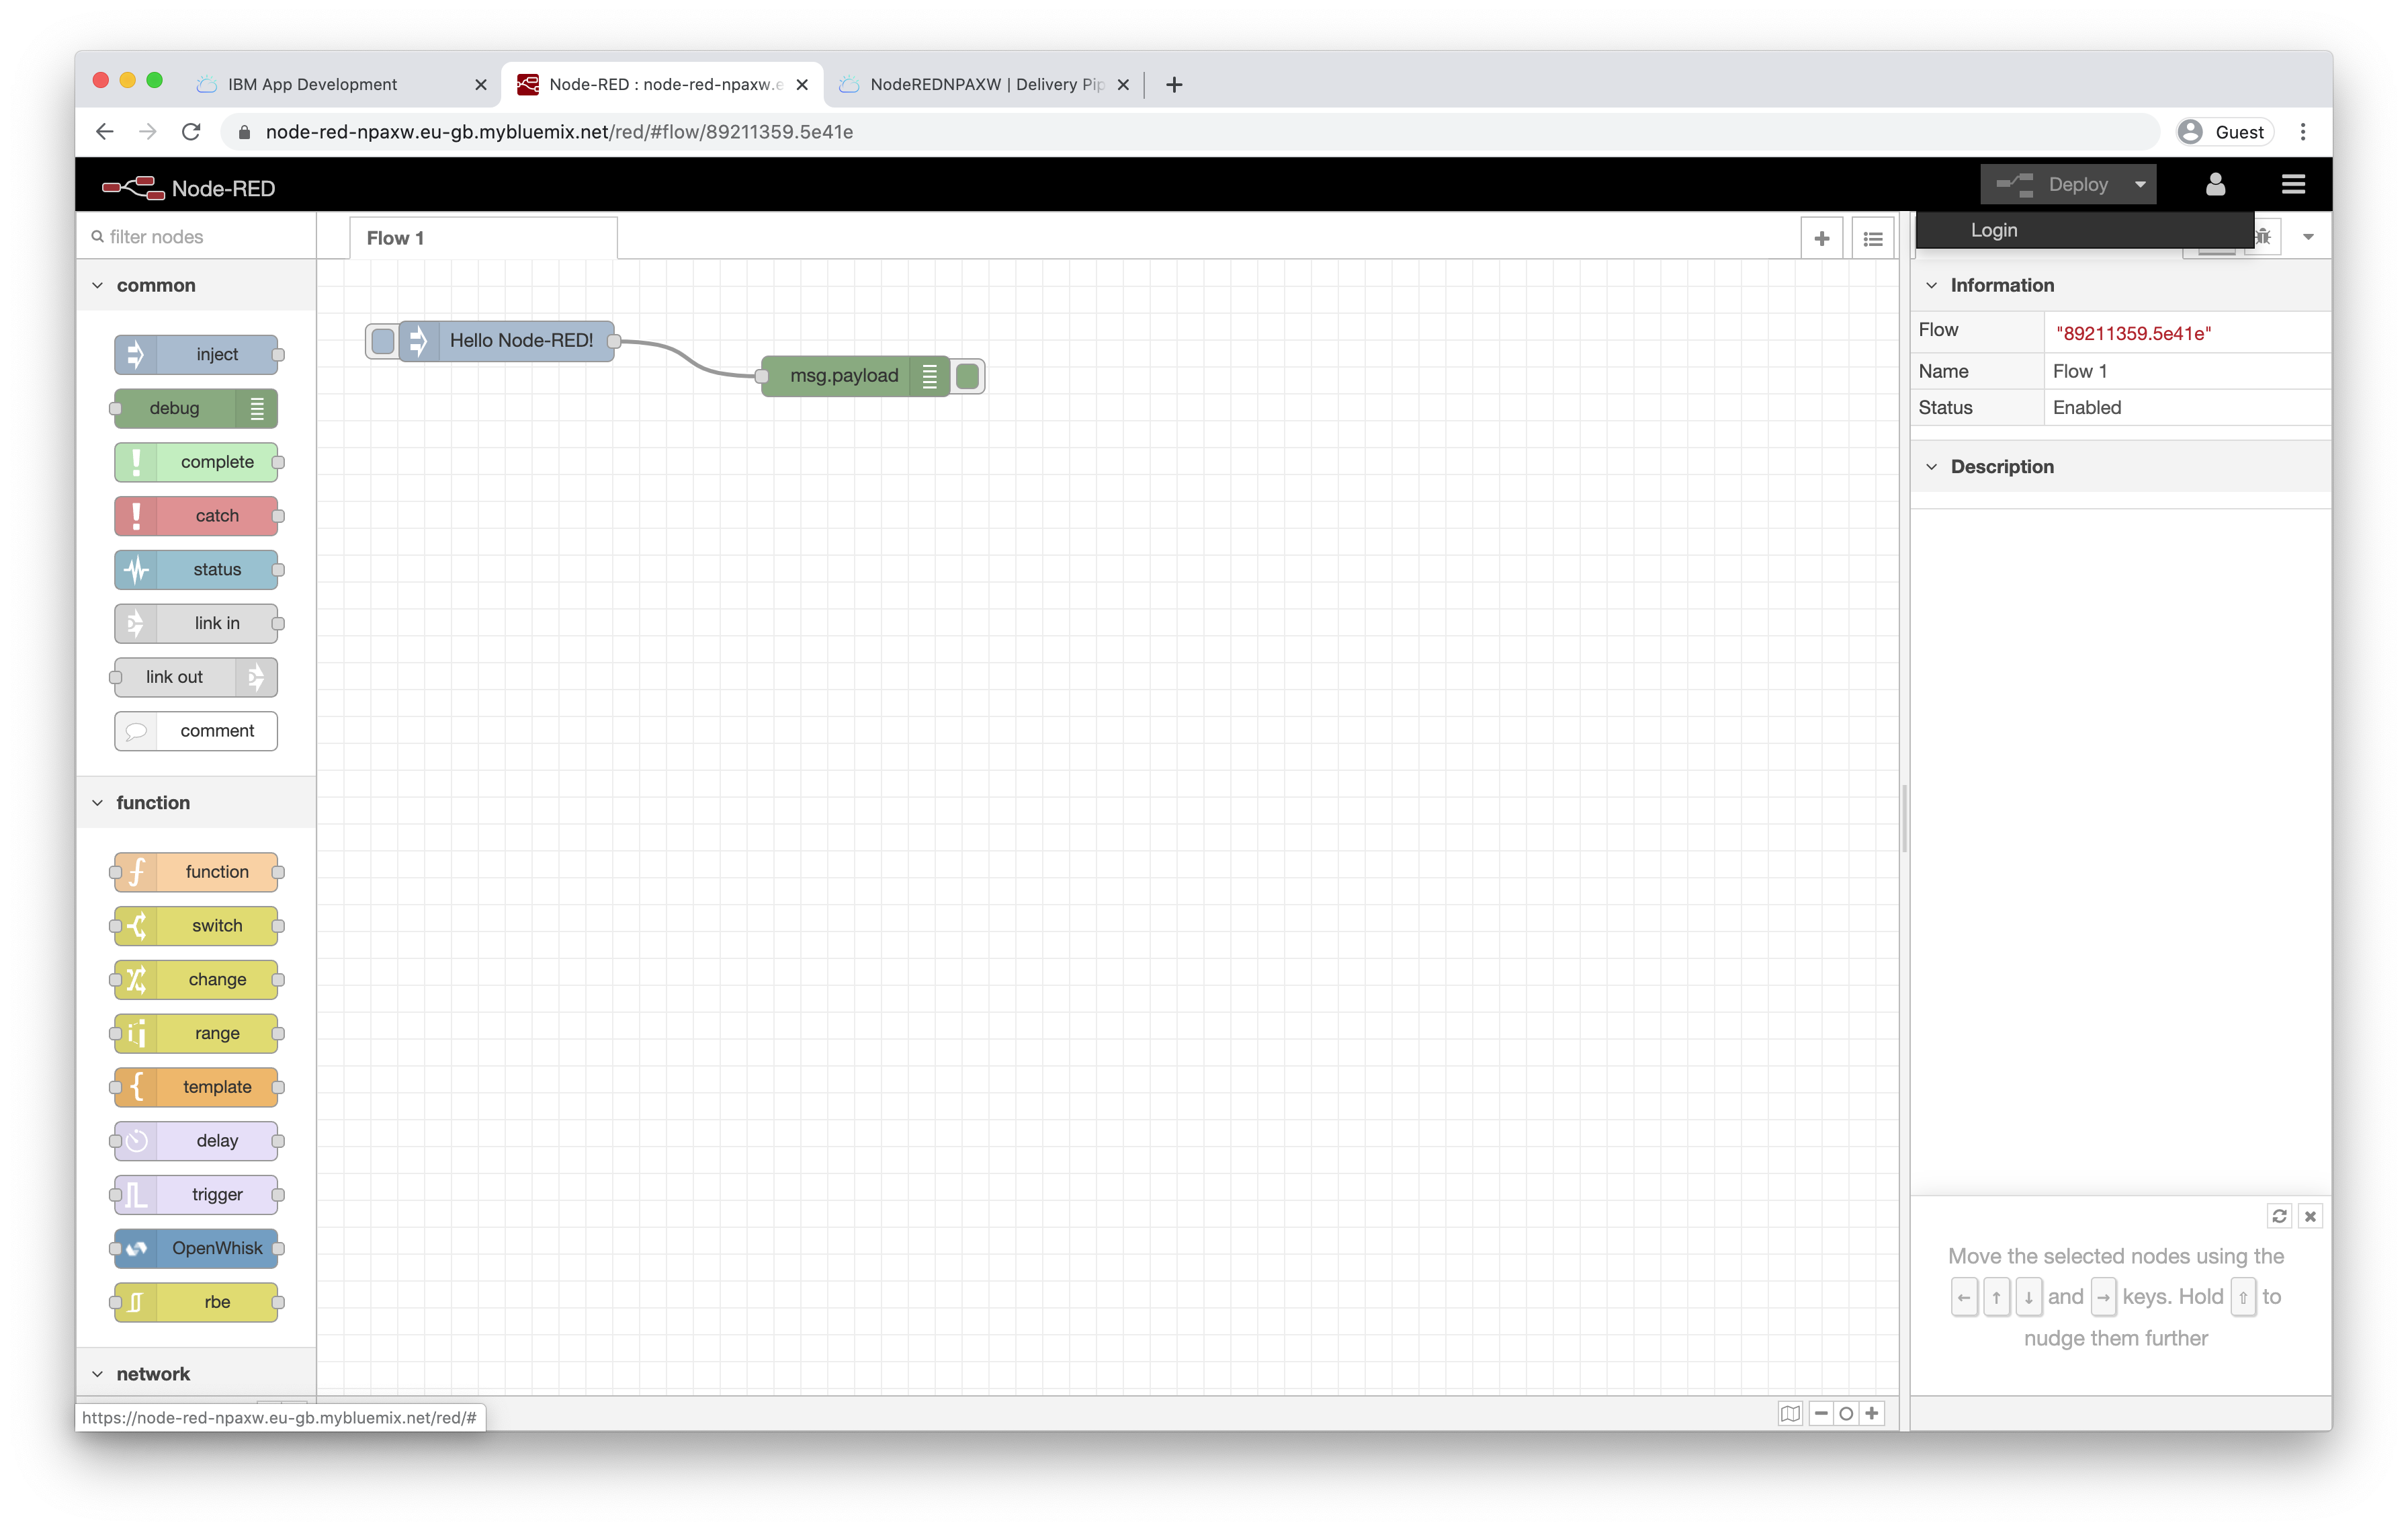 IBM App Development
Node-RED : node-red-npaxw.e
NodeREDNPAXW | Delivery Pip
node-red-npaxw.eu-gb.mybluemix.net/red/#flow/89211359.5e41e
Guest
Node-RED
Deploy
filter nodes
Flow 1
Login
common
Information
inject
Hello Node-RED!
Flow
"89211359.5e41e"
debug
msg.payload
Name
Flow 1
Status
Enabled
complete
Description
catch
status
link in
link out
comment
function
function
switch
change
range
template
delay
trigger
OpenWhisk
rbe
Move the selected nodes using the
← ↑ ↓ and → keys. Hold ⇧ to
nudge them further
network
https://node-red-npaxw.eu-gb.mybluemix.net/red/#